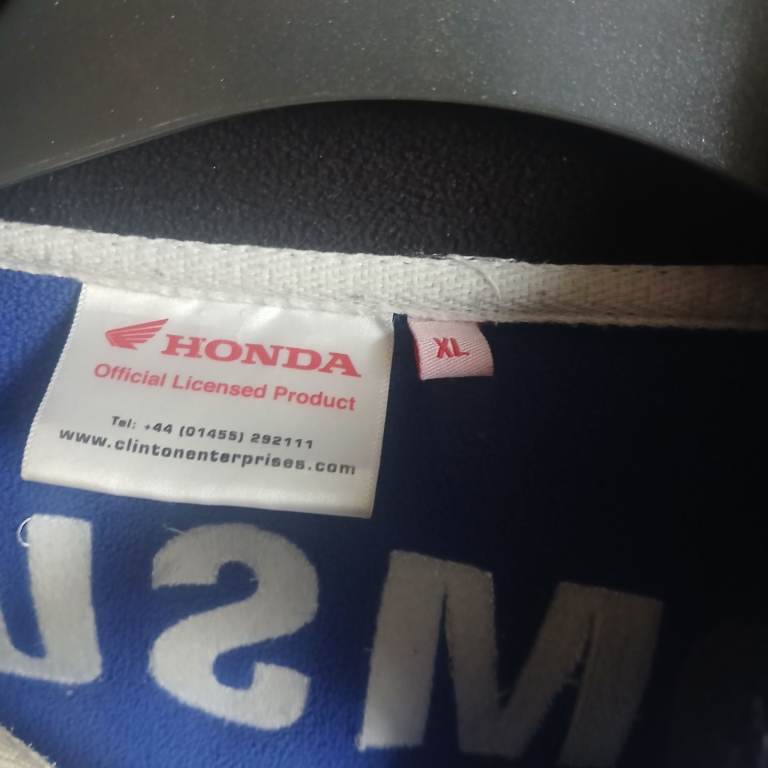 HONDA
Official Licensed Product
Tel: +44 (01455) 292111
www.clintonenterprises.com
XL